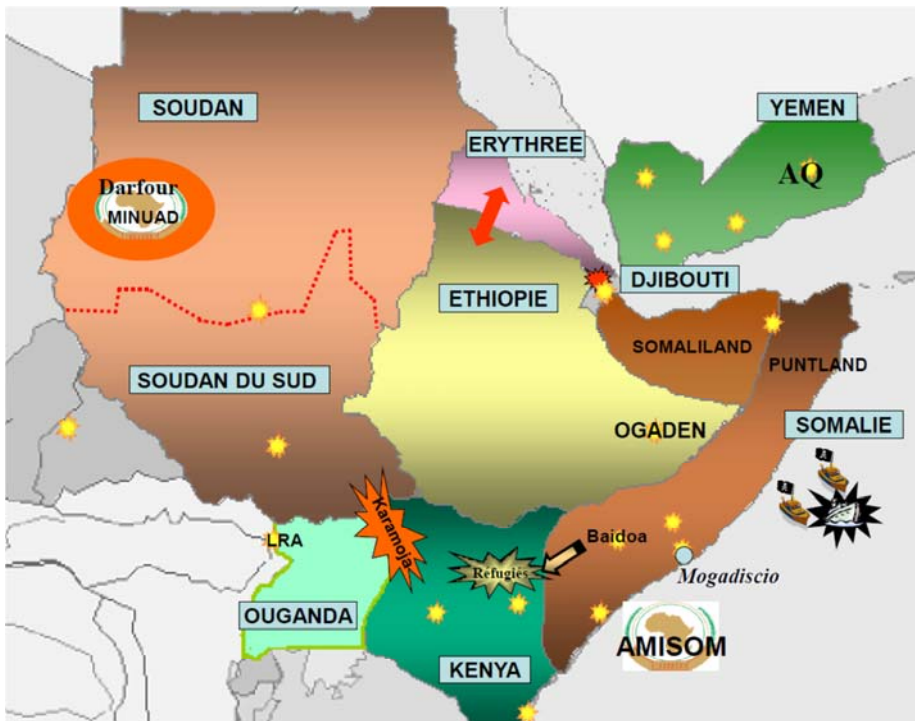 SOUDAN
YEMEN
ERYTHREE
Darfour
MINUAD
AQ
DJIBOUTI
ETHIOPIE
SOMALILAND
PUNTLAND
SOUDAN DU SUD
OGADEN
SOMALIE
Karamoja
LRA
Baidoa
Réfugiés
Mogadiscio
OUGANDA
AMISOM
KENYA